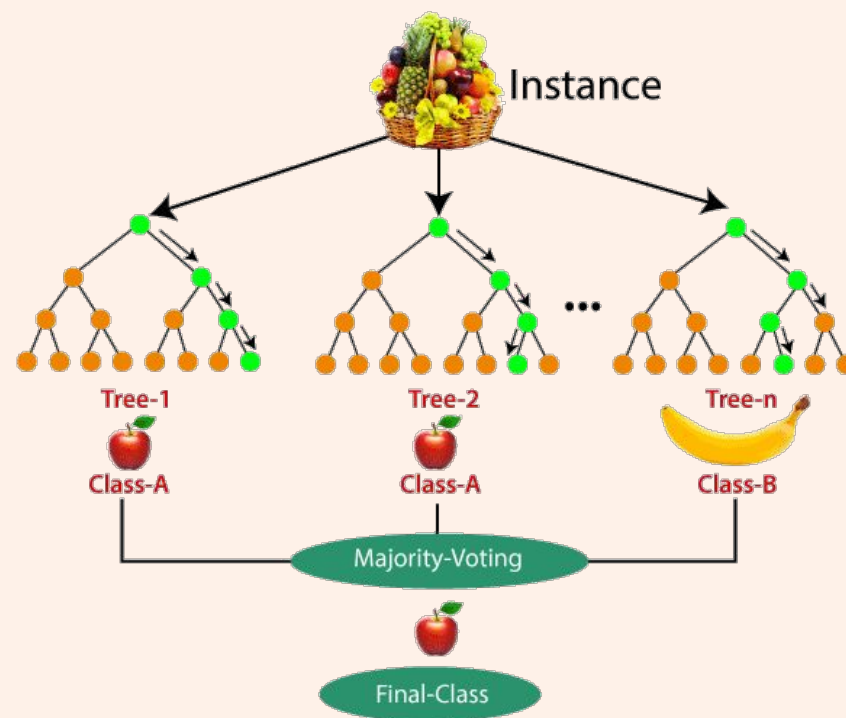 Instance
Tree-1
Tree-2
...
Tree-n
Class-A
Class-A
Class-B
Majority-Voting
Final-Class